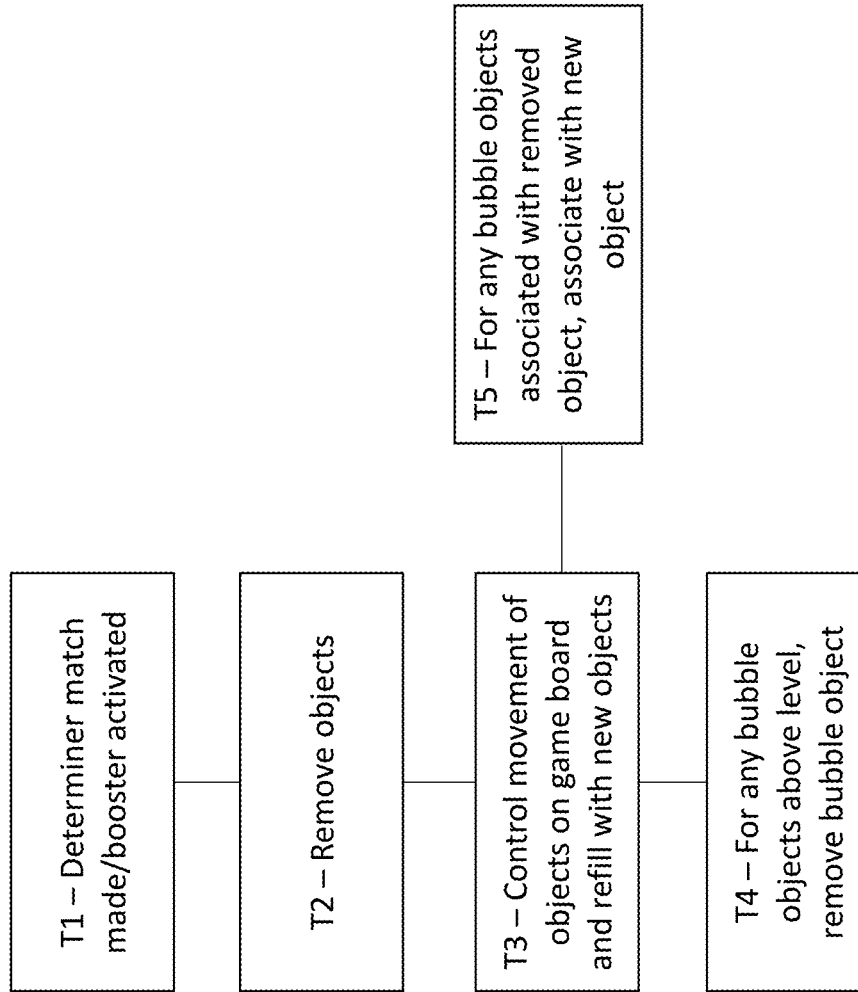 T1 – Determiner match
made/booster activated
T2 – Remove objects
T3 – Control movement of
objects on game board
and refill with new objects
T4 – For any bubble
objects above level,
remove bubble object
T5 – For any bubble objects
associated with removed
object, associate with new
object